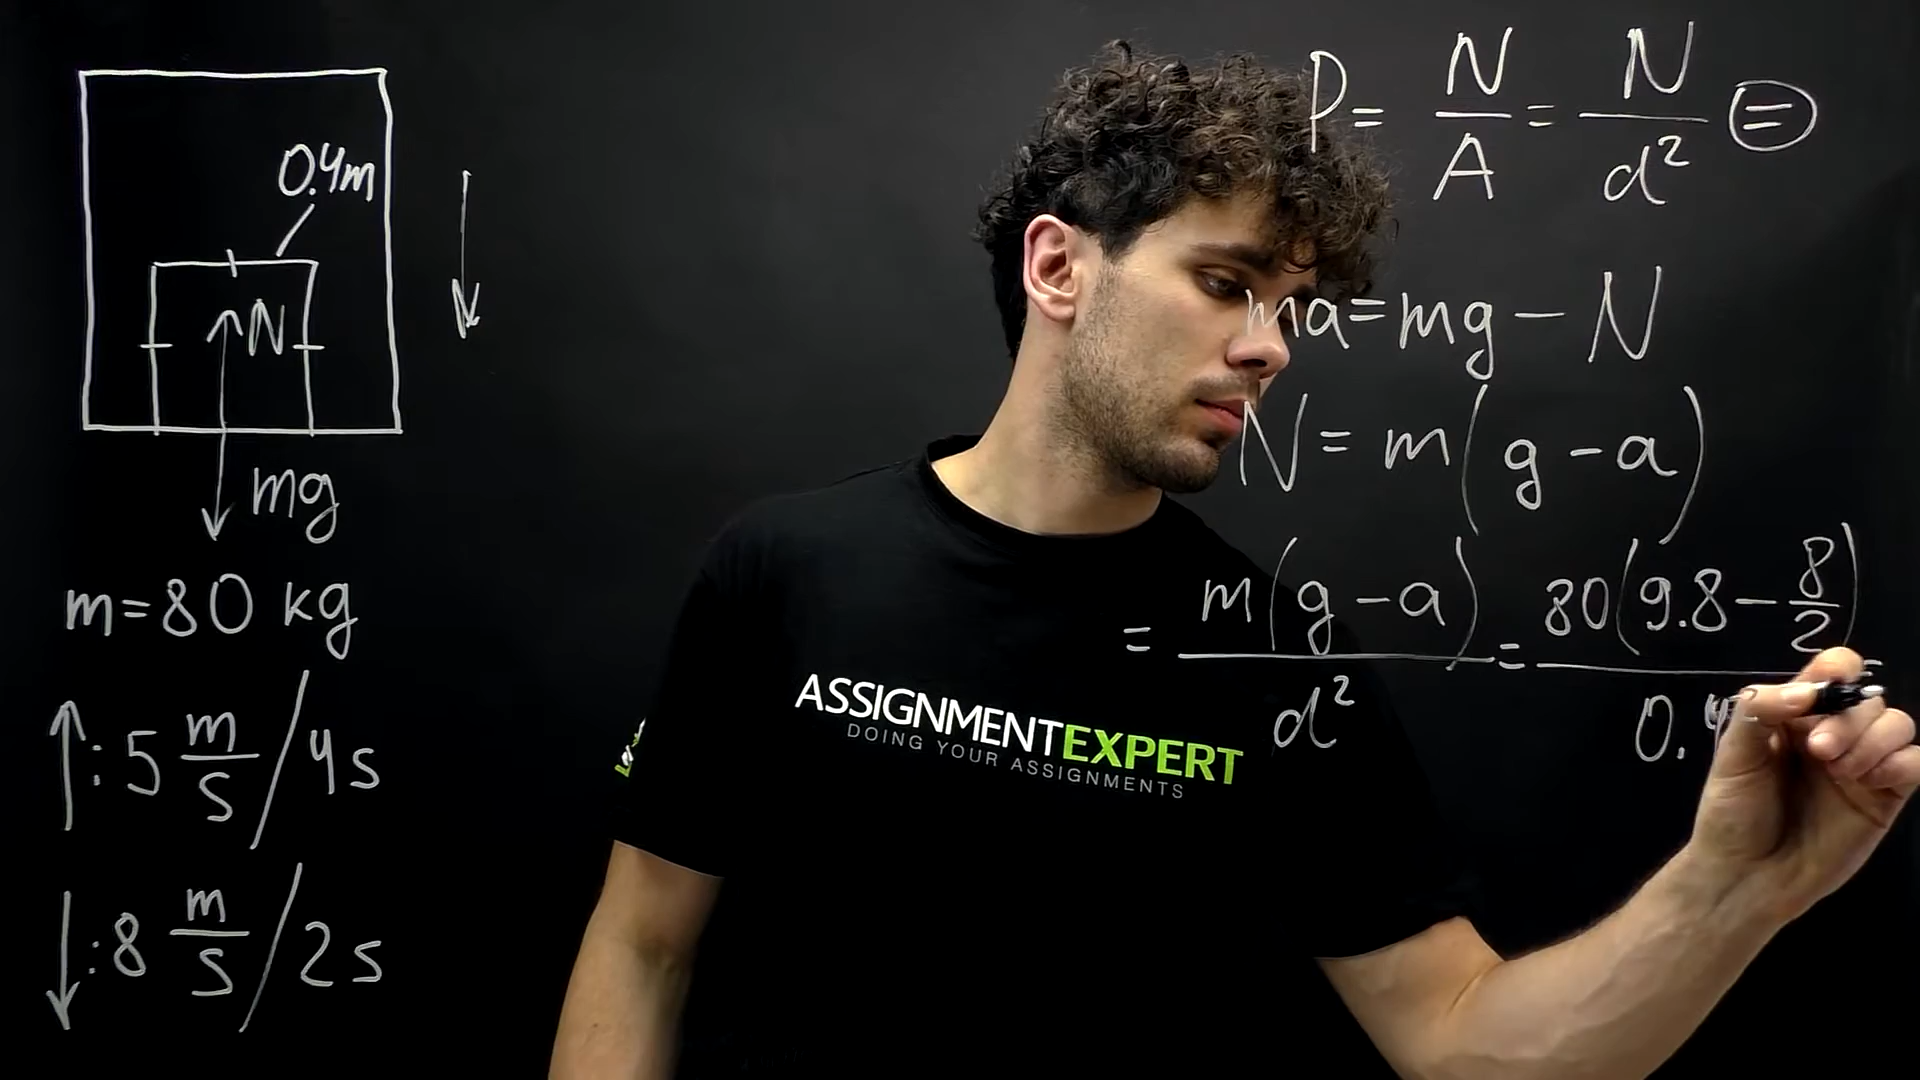 0.4m
N
mg
m=80 kg
↑: 5 m/s / 4s
↓: 8 m/s / 2s
P = N/A = N/d² =
ma = mg − N
N = m(g − a)
= m(g − a)/d² = 80(9.8 − 8/2)/0.4² =
ASSIGNMENTEXPERT
DOING YOUR ASSIGNMENTS